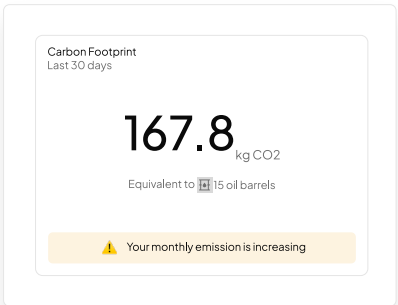 Carbon Footprint
Last 30 days
167.8 kg CO2
Equivalent to 15 oil barrels
Your monthly emission is increasing